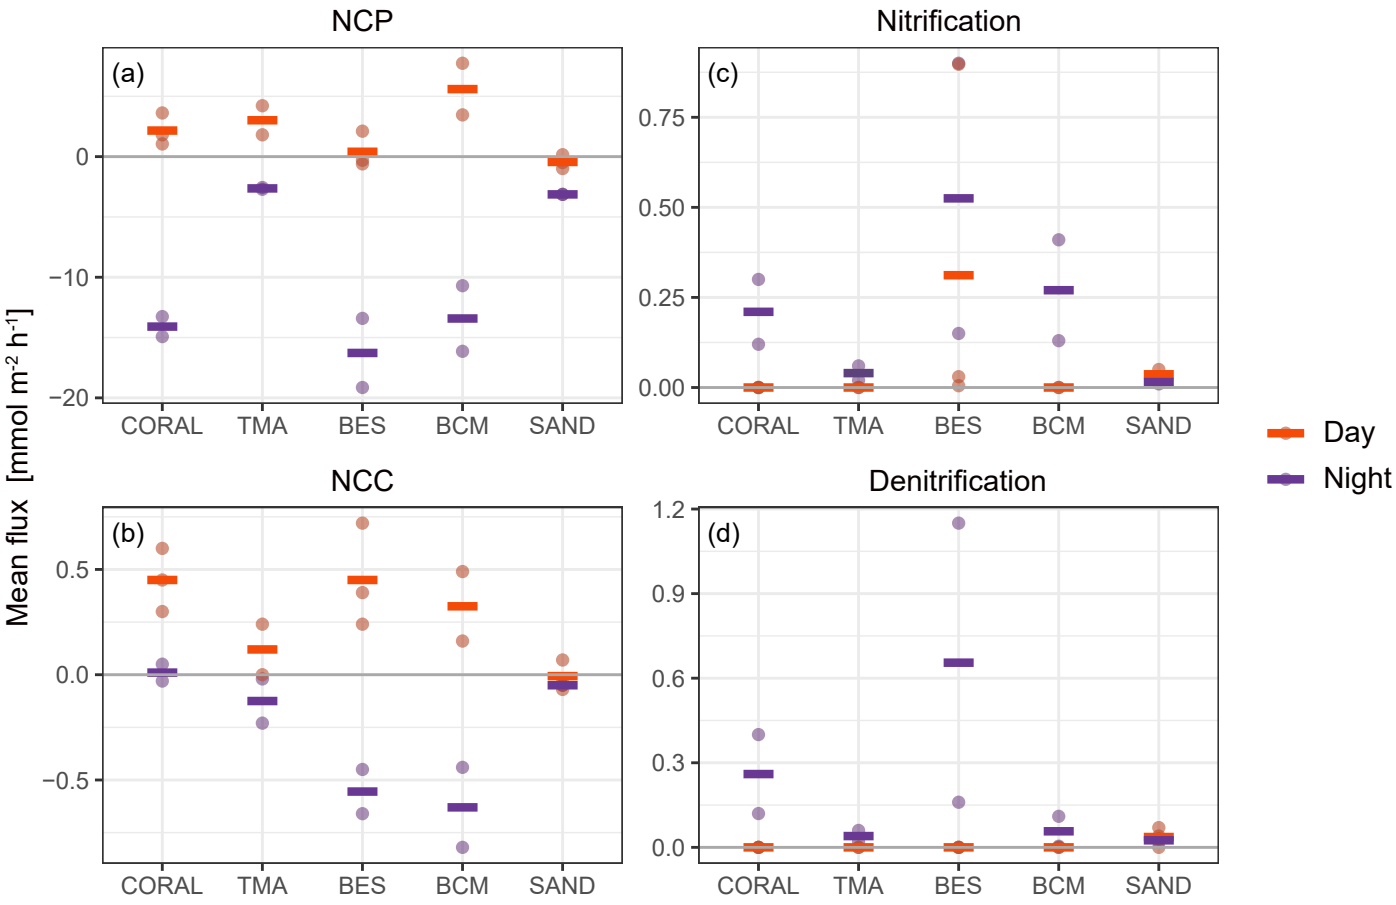 NCP
(a)
0
−10
−20
CORAL TMA BES BCM SAND
Nitrification
(c)
0.75
0.50
0.25
0.00
CORAL TMA BES BCM SAND
NCC
(b)
0.5
0.0
−0.5
CORAL TMA BES BCM SAND
Denitrification
(d)
1.2
0.9
0.6
0.3
0.0
CORAL TMA BES BCM SAND
Mean flux [mmol m⁻² h⁻¹]
Day
Night